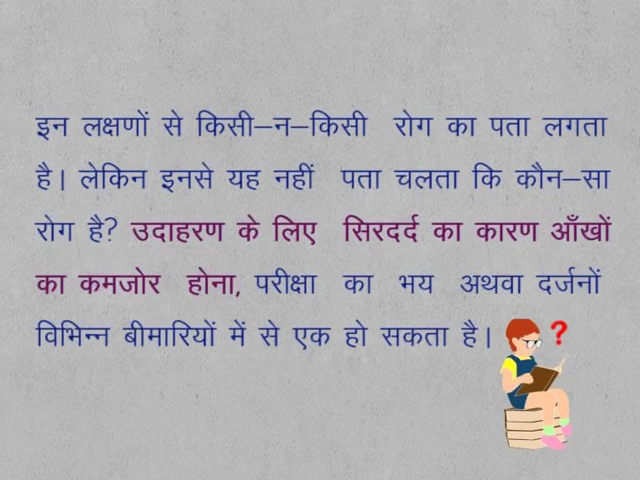 इन लक्षणों से किसी–न–किसी रोग का पता लगता
है। लेकिन इनसे यह नहीं पता चलता कि कौन–सा
रोग है? उदाहरण के लिए सिरदर्द का कारण आँखों
का कमजोर होना, परीक्षा का भय अथवा दर्जनों
विभिन्न बीमारियों में से एक हो सकता है।
?